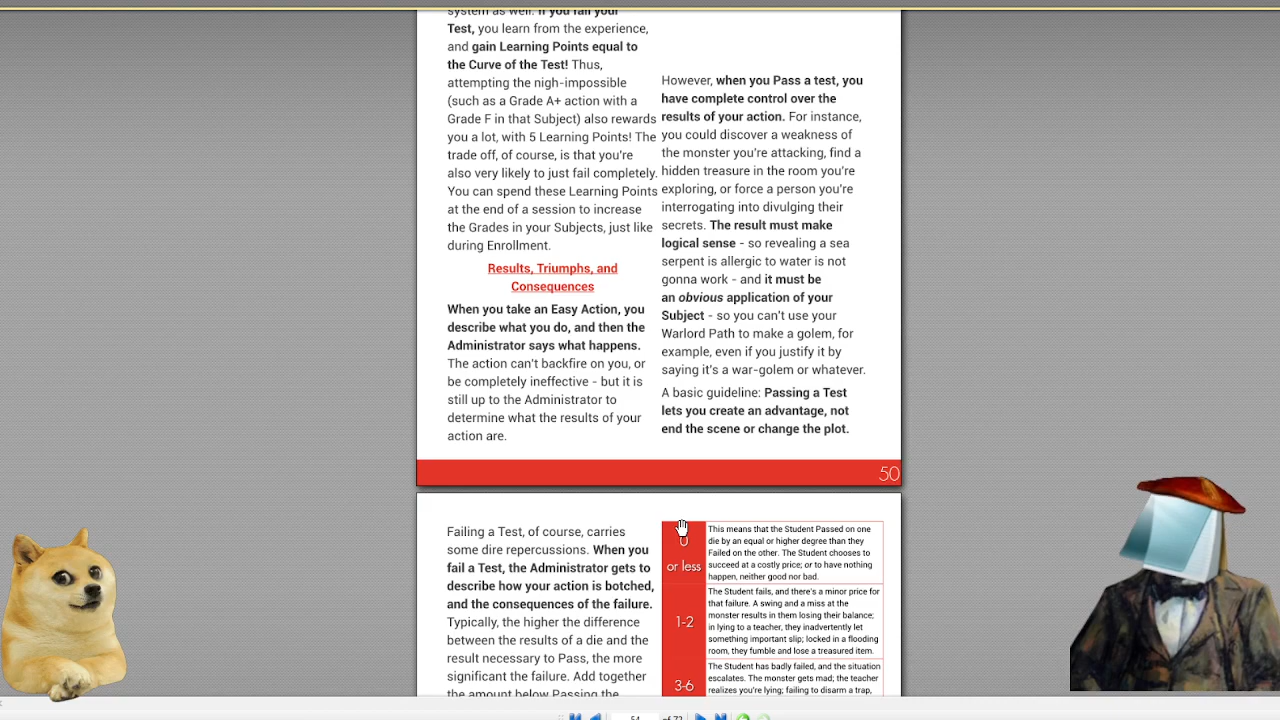 system as well. If you fail your
Test, you learn from the experience,
and gain Learning Points equal to
the Curve of the Test! Thus,
attempting the nigh-impossible
(such as a Grade A+ action with a
Grade F in that Subject) also rewards
you a lot, with 5 Learning Points! The
trade off, of course, is that you're
also very likely to just fail completely.
You can spend these Learning Points
at the end of a session to increase
the Grades in your Subjects, just like
during Enrollment.
Results, Triumphs, and
Consequences
When you take an Easy Action, you
describe what you do, and then the
Administrator says what happens.
The action can't backfire on you, or
be completely ineffective - but it is
still up to the Administrator to
determine what the results of your
action are.
However, when you Pass a test, you
have complete control over the
results of your action. For instance,
you could discover a weakness of
the monster you're attacking, find a
hidden treasure in the room you're
exploring, or force a person you're
interrogating into divulging their
secrets. The result must make
logical sense - so revealing a sea
serpent is allergic to water is not
gonna work - and it must be
an obvious application of your
Subject - so you can't use your
Warlord Path to make a golem, for
example, even if you justify it by
saying it's a war-golem or whatever.
A basic guideline: Passing a Test
lets you create an advantage, not
end the scene or change the plot.
50
Failing a Test, of course, carries
some dire repercussions. When you
fail a Test, the Administrator gets to
describe how your action is botched,
and the consequences of the failure.
Typically, the higher the difference
between the results of a die and the
result necessary to Pass, the more
significant the failure. Add together
the amount below Passing the
0
or less
This means that the Student Passed on one
die by an equal or higher degree than they
Failed on the other. The Student chooses to
succeed at a costly price; or to have nothing
happen, neither good nor bad.
1-2
The Student fails, and there's a minor price for
that failure. A swing and a miss at the
monster results in them losing their balance;
in lying to a teacher, they inadvertently let
something important slip; locked in a flooding
room, they fumble and lose a treasured item.
3-6
The Student has badly failed, and the situation
escalates. The monster gets mad; the teacher
realizes you're lying; failing to disarm a trap,
54
of 72